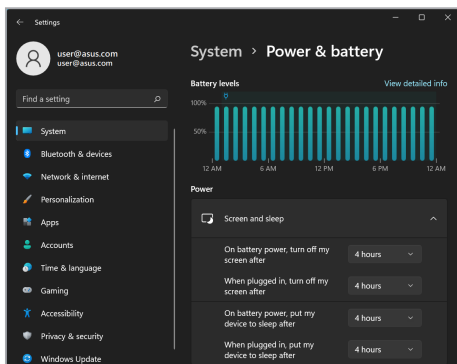 Settings
user@asus.com
user@asus.com
Find a setting
System
Bluetooth & devices
Network & internet
Personalization
Apps
Accounts
Time & language
Gaming
Accessibility
Privacy & security
Windows Update
System > Power & battery
Battery levels
View detailed info
100%
50%
12 AM 6 AM 12 PM 6 PM 12 AM
Power
Screen and sleep
On battery power, turn off my
screen after
4 hours
When plugged in, turn off my
screen after
4 hours
On battery power, put my
device to sleep after
4 hours
When plugged in, put my
device to sleep after
4 hours